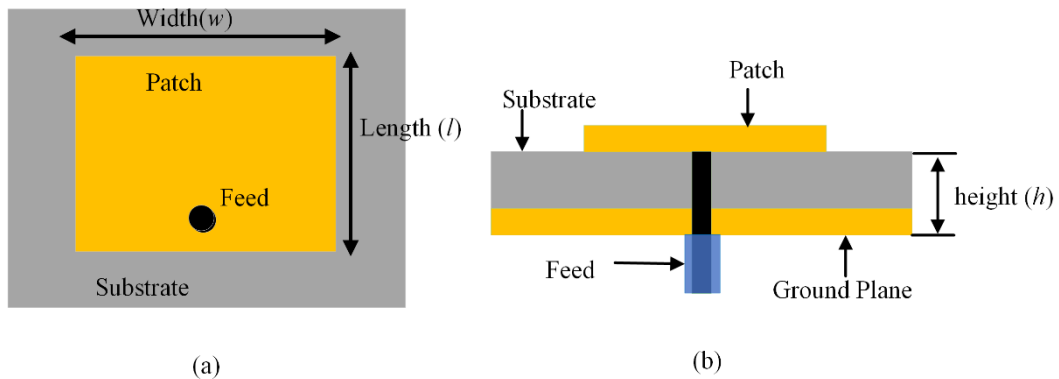 Width(w)
Patch
Length (l)
Feed
Substrate
(a)
Patch
Substrate
height (h)
Feed
Ground Plane
(b)